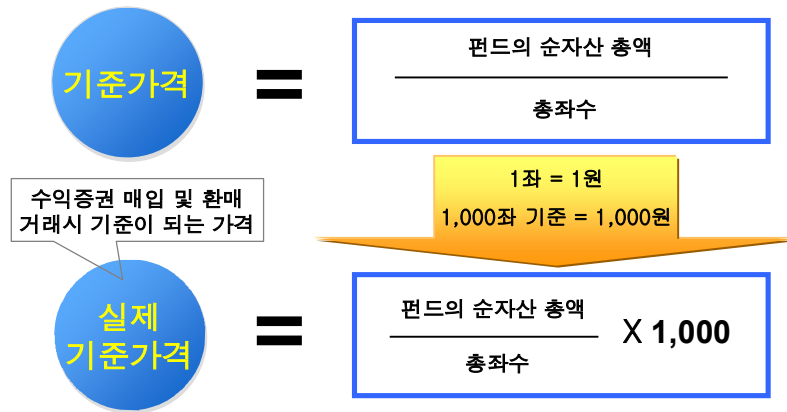 기준가격
=
펀드의 순자산 총액
총좌수
1좌 = 1원
1,000좌 기준 = 1,000원
수익증권 매입 및 환매
거래시 기준이 되는 가격
실제
기준가격
=
펀드의 순자산 총액
총좌수
X 1,000